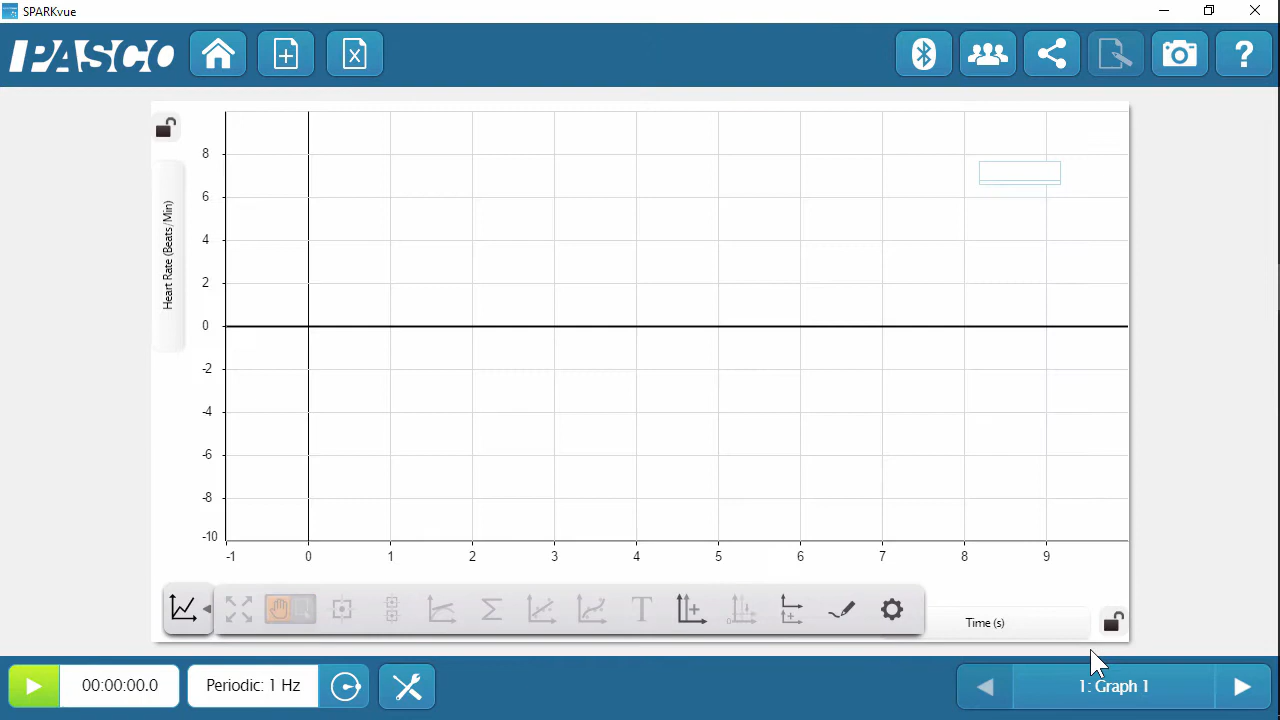 SPARKvue
PASCO
8
6
4
2
0
-2
-4
-6
-8
-10
Heart Rate (Beats/Min)
-1 0 1 2 3 4 5 6 7 8 9
Time (s)
00:00:00.0
Periodic: 1 Hz
1: Graph 1